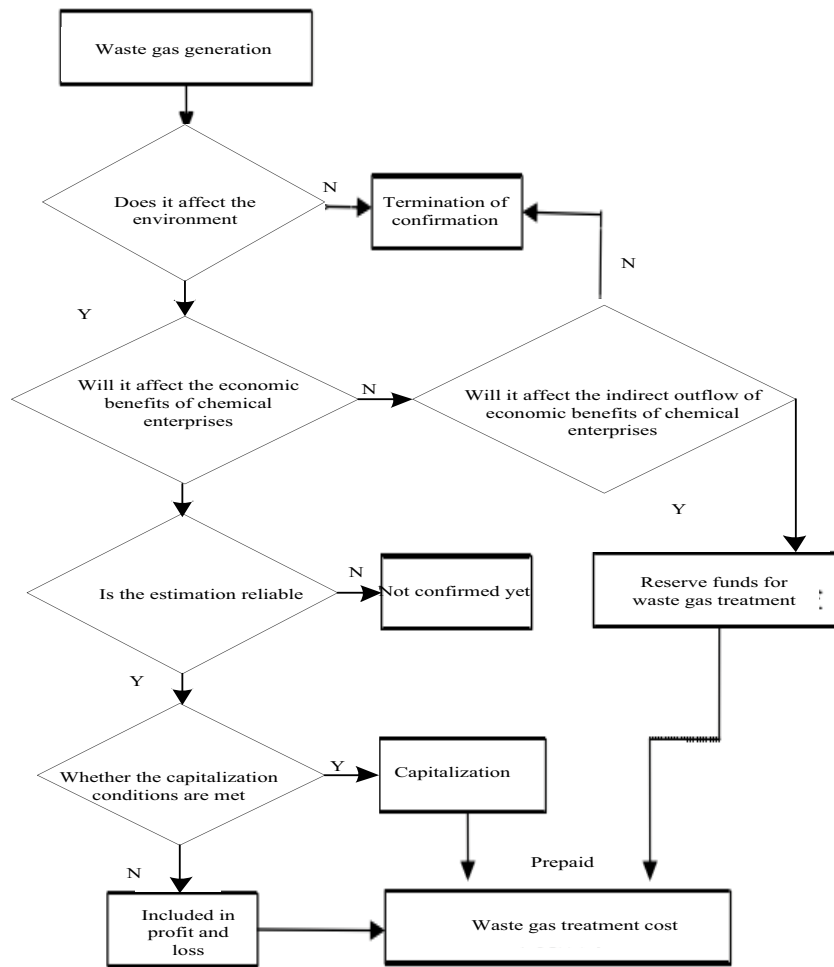 Waste gas generation
Does it affect the
environment
N
Termination of
confirmation
N
Y
Will it affect the economic
benefits of chemical
enterprises
N
Will it affect the indirect outflow of
economic benefits of chemical
enterprises
Y
Is the estimation reliable
N
Not confirmed yet
Reserve funds for
waste gas treatment
Y
Whether the capitalization
conditions are met
Y
Capitalization
N
Prepaid
Included in
profit and
loss
Waste gas treatment cost